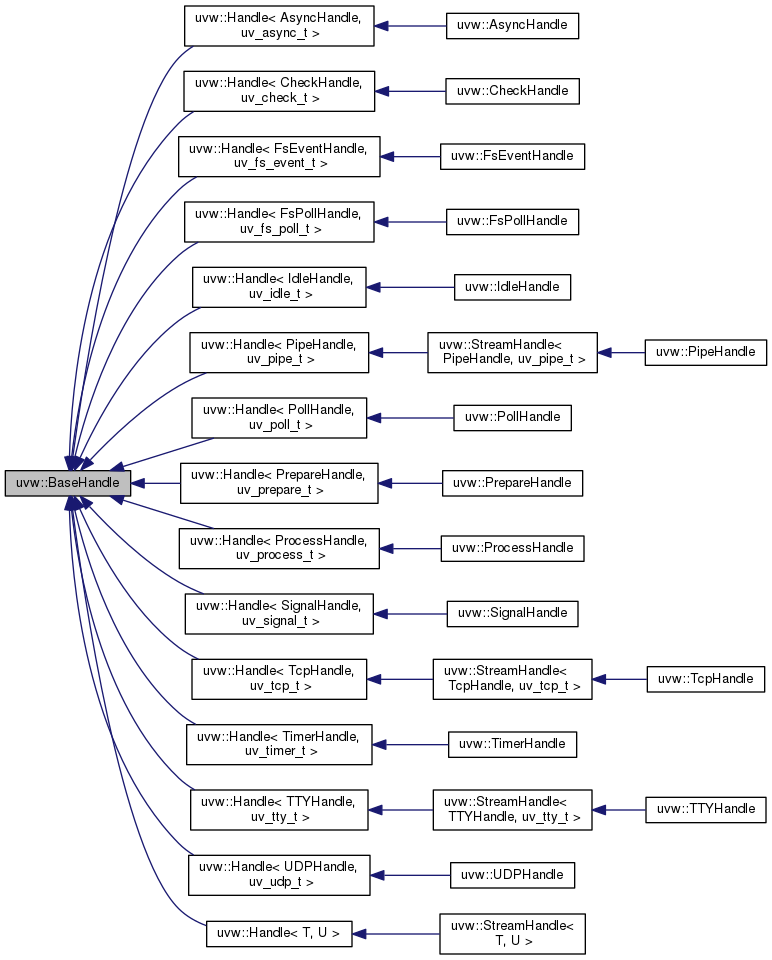 uvw::Handle< AsyncHandle,
uv_async_t >
uvw::AsyncHandle
uvw::Handle< CheckHandle,
uv_check_t >
uvw::CheckHandle
uvw::Handle< FsEventHandle,
uv_fs_event_t >
uvw::FsEventHandle
uvw::Handle< FsPollHandle,
uv_fs_poll_t >
uvw::FsPollHandle
uvw::Handle< IdleHandle,
uv_idle_t >
uvw::IdleHandle
uvw::Handle< PipeHandle,
uv_pipe_t >
uvw::StreamHandle<
PipeHandle, uv_pipe_t >
uvw::PipeHandle
uvw::Handle< PollHandle,
uv_poll_t >
uvw::PollHandle
uvw::BaseHandle
uvw::Handle< PrepareHandle,
uv_prepare_t >
uvw::PrepareHandle
uvw::Handle< ProcessHandle,
uv_process_t >
uvw::ProcessHandle
uvw::Handle< SignalHandle,
uv_signal_t >
uvw::SignalHandle
uvw::Handle< TcpHandle,
uv_tcp_t >
uvw::StreamHandle<
TcpHandle, uv_tcp_t >
uvw::TcpHandle
uvw::Handle< TimerHandle,
uv_timer_t >
uvw::TimerHandle
uvw::Handle< TTYHandle,
uv_tty_t >
uvw::StreamHandle<
TTYHandle, uv_tty_t >
uvw::TTYHandle
uvw::Handle< UDPHandle,
uv_udp_t >
uvw::UDPHandle
uvw::Handle< T, U >
uvw::StreamHandle<
T, U >